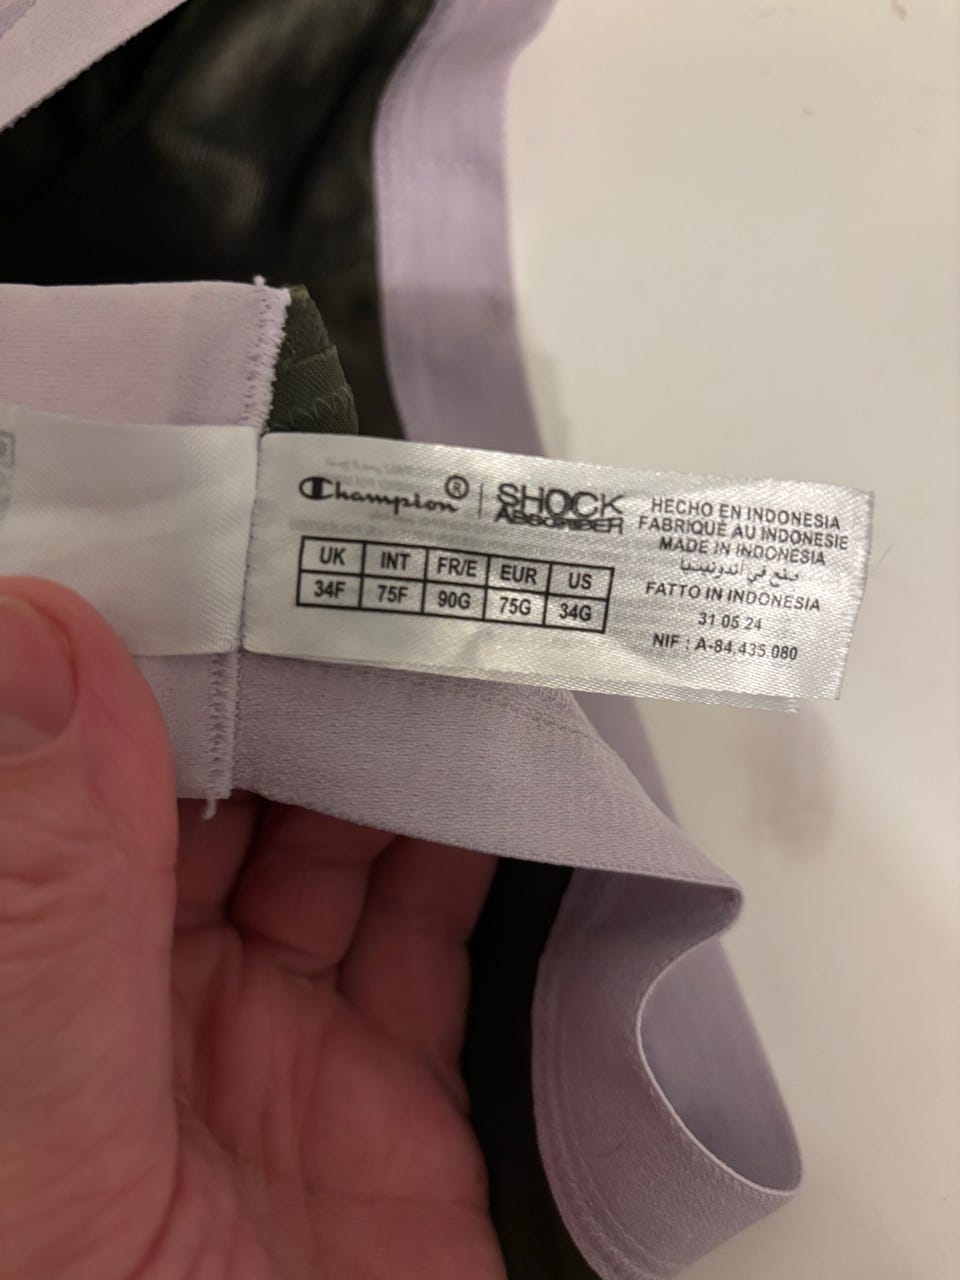 Champion® | SHOCK ABSORBER
UK INT FR/E EUR US
34F 75F 90G 75G 34G
HECHO EN INDONESIA
FABRIQUÉ AU INDONESIE
MADE IN INDONESIA
صنع في أندونيسيا
FATTO IN INDONESIA
31 05 24
NIF : A-84.435.080